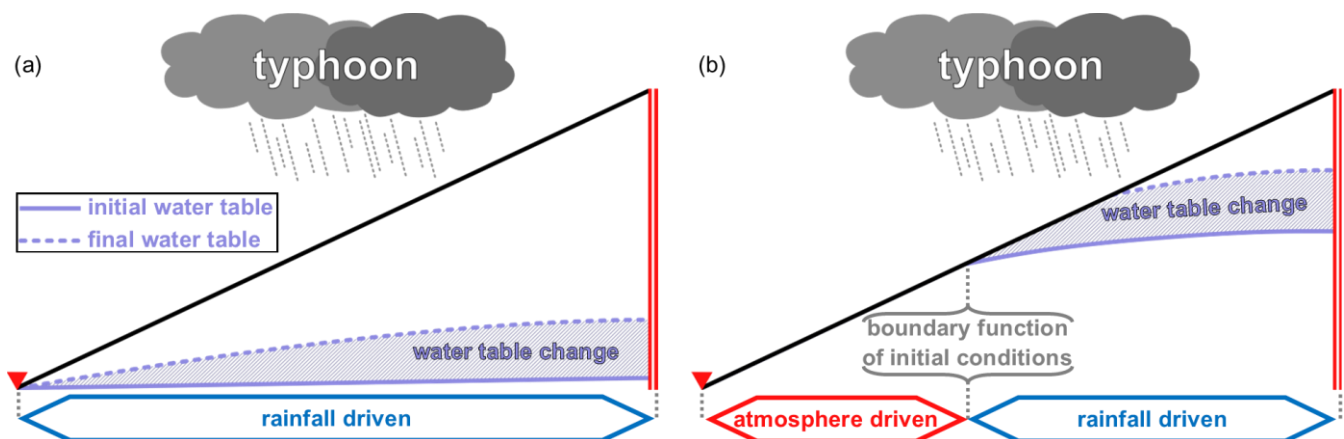 (a)
typhoon
initial water table
final water table
water table change
rainfall driven
(b)
typhoon
water table change
boundary function
of initial conditions
atmosphere driven
rainfall driven